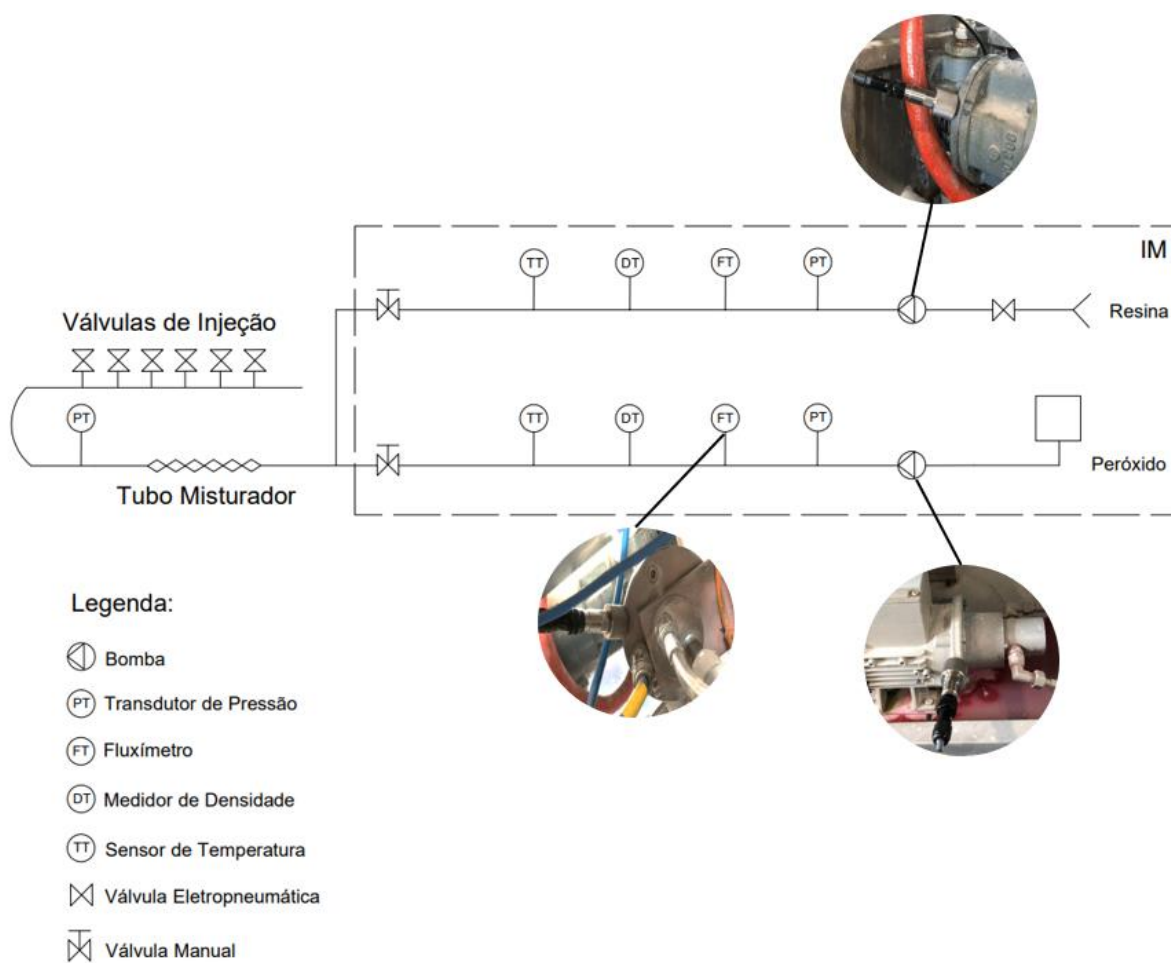 IM
TT DT FT PT
Resina
Válvulas de Injeção
PT
TT DT FT PT
Peróxido
Tubo Misturador
Legenda:
Bomba
PT Transdutor de Pressão
FT Fluxímetro
DT Medidor de Densidade
TT Sensor de Temperatura
Válvula Eletropneumática
Válvula Manual